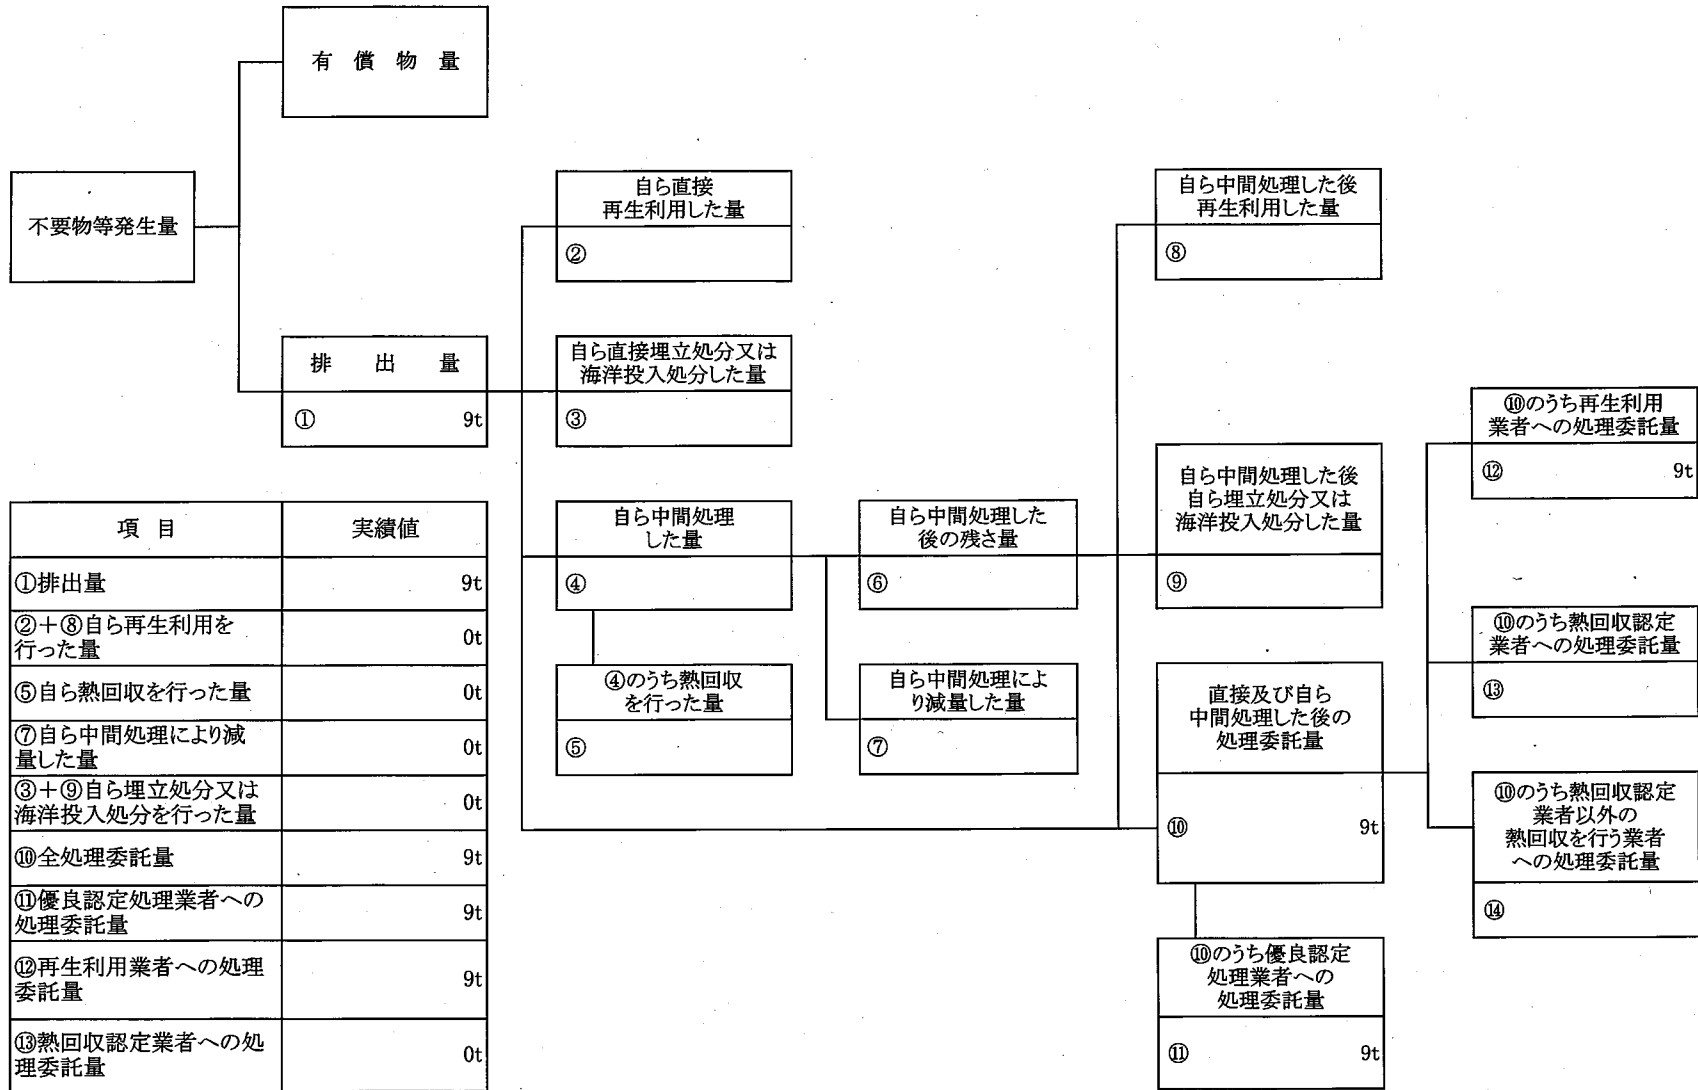 有償物量
不要物等発生量
排出量
① 9t
自ら直接
再生利用した量
②
自ら直接埋立処分又は
海洋投入処分した量
③
自ら中間処理
した量
④
④のうち熱回収
を行った量
⑤
自ら中間処理した
後の残さ量
⑥
自ら中間処理によ
り減量した量
⑦
自ら中間処理した後
再生利用した量
⑧
自ら中間処理した後
自ら埋立処分又は
海洋投入処分した量
⑨
直接及び自ら
中間処理した後の
処理委託量
⑩ 9t
⑩のうち優良認定
処理業者への
処理委託量
⑪ 9t
⑩のうち再生利用
業者への処理委託量
⑫ 9t
⑩のうち熱回収認定
業者への処理委託量
⑬
⑩のうち熱回収認定
業者以外の
熱回収を行う業者
への処理委託量
⑭
項目 実績値
①排出量 9t
②+⑧自ら再生利用を
行った量 0t
⑤自ら熱回収を行った量 0t
⑦自ら中間処理により減
量した量 0t
③+⑨自ら埋立処分又は
海洋投入処分を行った量 0t
⑩全処理委託量 9t
⑪優良認定処理業者への
処理委託量 9t
⑫再生利用業者への処理
委託量 9t
⑬熱回収認定業者への処
理委託量 0t